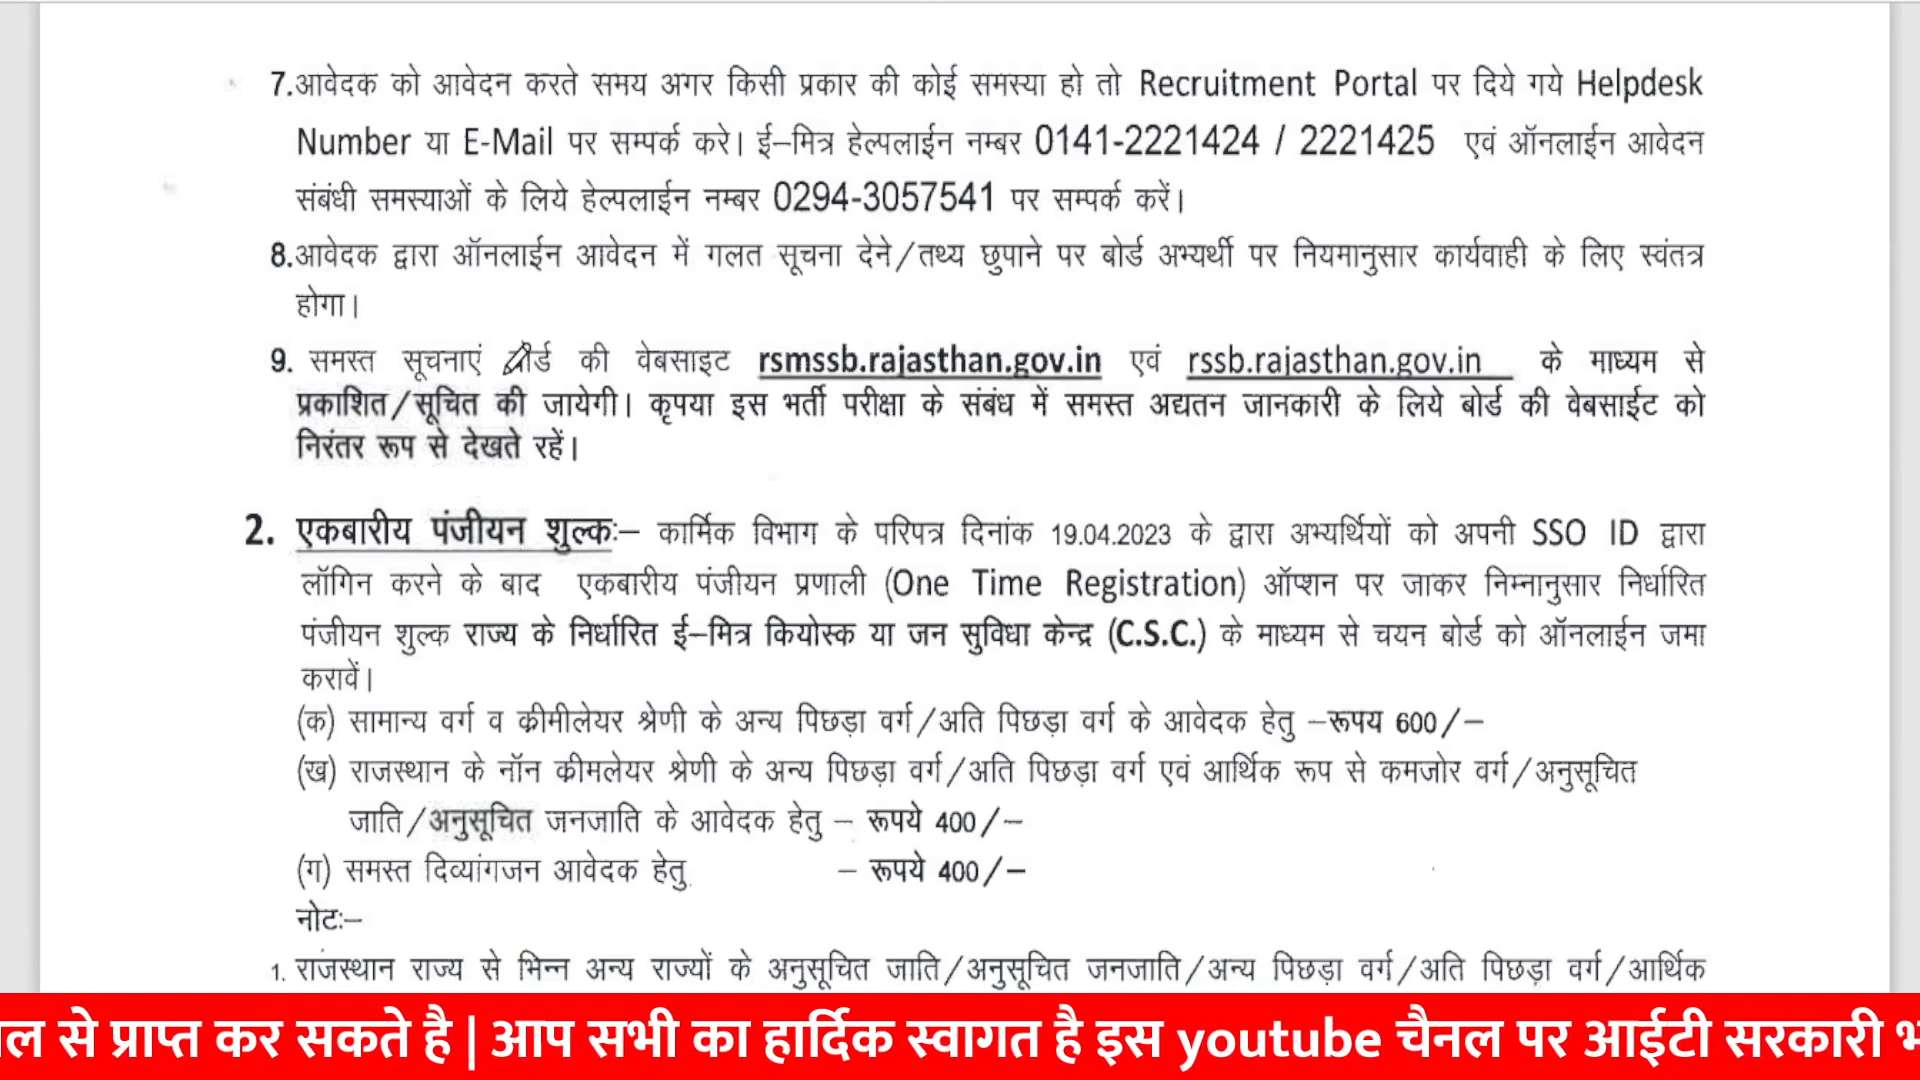 7.आवेदक को आवेदन करते समय अगर किसी प्रकार की कोई समस्या हो तो Recruitment Portal पर दिये गये Helpdesk
Number या E-Mail पर सम्पर्क करे। ई–मित्र हेल्पलाईन नम्बर 0141-2221424 / 2221425 एवं ऑनलाईन आवेदन
संबंधी समस्याओं के लिये हेल्पलाईन नम्बर 0294-3057541 पर सम्पर्क करें।
8.आवेदक द्वारा ऑनलाईन आवेदन में गलत सूचना देने/तथ्य छुपाने पर बोर्ड अभ्यर्थी पर नियमानुसार कार्यवाही के लिए स्वंतत्र
होगा।
9. समस्त सूचनाएं बोर्ड की वेबसाइट rsmssb.rajasthan.gov.in एवं rssb.rajasthan.gov.in के माध्यम से
प्रकाशित/सूचित की जायेगी। कृपया इस भर्ती परीक्षा के संबंध में समस्त अद्यतन जानकारी के लिये बोर्ड की वेबसाईट को
निरंतर रूप से देखते रहें।
2. एकबारीय पंजीयन शुल्कः– कार्मिक विभाग के परिपत्र दिनांक 19.04.2023 के द्वारा अभ्यर्थियों को अपनी SSO ID द्वारा
लॉगिन करने के बाद एकबारीय पंजीयन प्रणाली (One Time Registration) ऑप्शन पर जाकर निम्नानुसार निर्धारित
पंजीयन शुल्क राज्य के निर्धारित ई–मित्र कियोस्क या जन सुविधा केन्द्र (C.S.C.) के माध्यम से चयन बोर्ड को ऑनलाईन जमा
करावें।
(क) सामान्य वर्ग व क्रीमीलेयर श्रेणी के अन्य पिछड़ा वर्ग/अति पिछड़ा वर्ग के आवेदक हेतु –रूपय 600/–
(ख) राजस्थान के नॉन क्रीमलेयर श्रेणी के अन्य पिछड़ा वर्ग/अति पिछड़ा वर्ग एवं आर्थिक रूप से कमजोर वर्ग/अनुसूचित
जाति/अनुसूचित जनजाति के आवेदक हेतु – रूपये 400/–
(ग) समस्त दिव्यांगजन आवेदक हेतु – रूपये 400/–
नोटः–
1. राजस्थान राज्य से भिन्न अन्य राज्यों के अनुसूचित जाति/अनुसूचित जनजाति/अन्य पिछड़ा वर्ग/अति पिछड़ा वर्ग/आर्थिक
ल से प्राप्त कर सकते है | आप सभी का हार्दिक स्वागत है इस youtube चैनल पर आईटी सरकारी भ